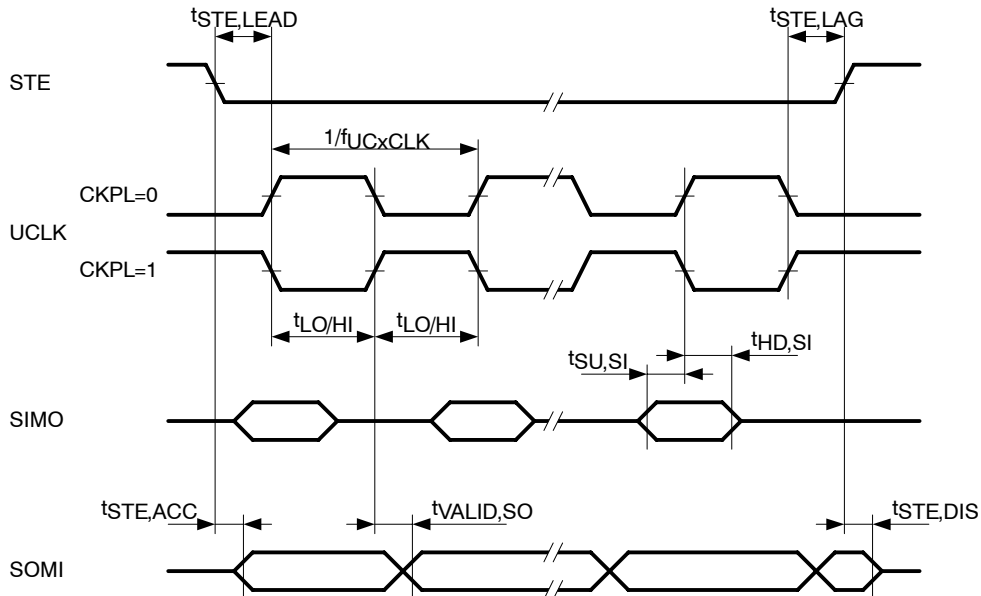 tSTE,LEAD
tSTE,LAG
STE
1/fUCxCLK
CKPL=0
UCLK
CKPL=1
tLO/HI tLO/HI
tHD,SI
tSU,SI
SIMO
tSTE,ACC tVALID,SO tSTE,DIS
SOMI